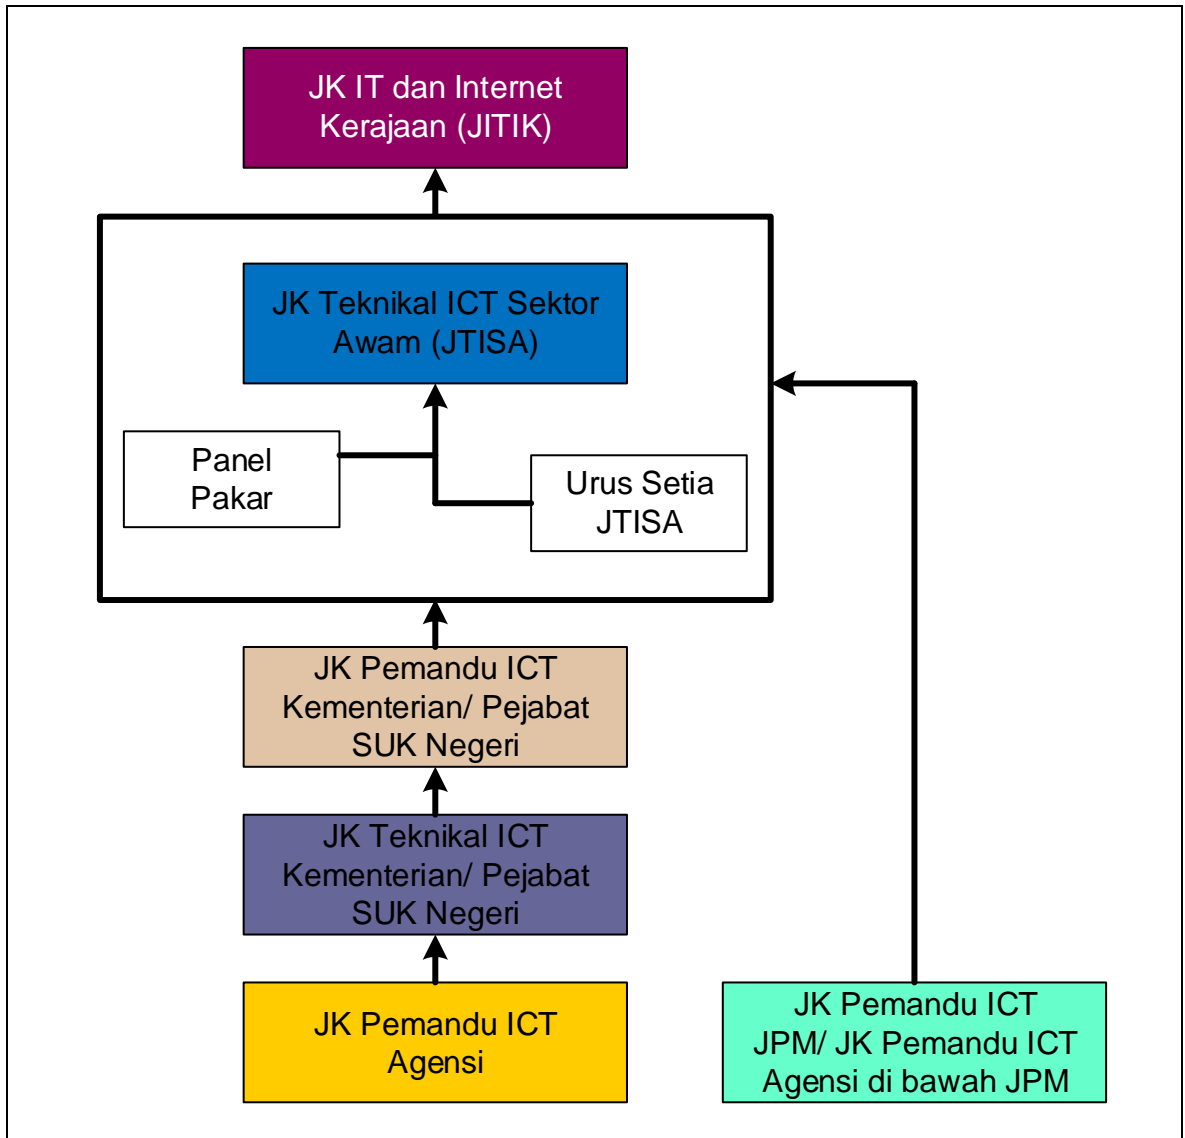 JK IT dan Internet
Kerajaan (JITIK)
JK Teknikal ICT Sektor
Awam (JTISA)
Panel
Pakar
Urus Setia
JTISA
JK Pemandu ICT
Kementerian/ Pejabat
SUK Negeri
JK Teknikal ICT
Kementerian/ Pejabat
SUK Negeri
JK Pemandu ICT
Agensi
JK Pemandu ICT
JPM/ JK Pemandu ICT
Agensi di bawah JPM